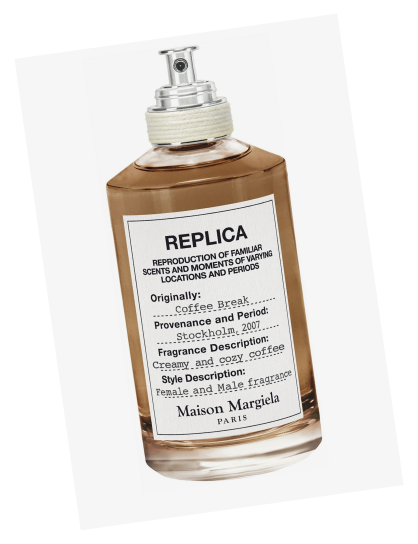 REPLICA
REPRODUCTION OF FAMILIAR
SCENTS AND MOMENTS OF VARYING
LOCATIONS AND PERIODS
Originally:
Coffee Break
Provenance and Period:
Stockholm, 2007
Fragrance Description:
Creamy and cozy coffee
Style Description:
Female and Male fragrance
Maison Margiela
PARIS